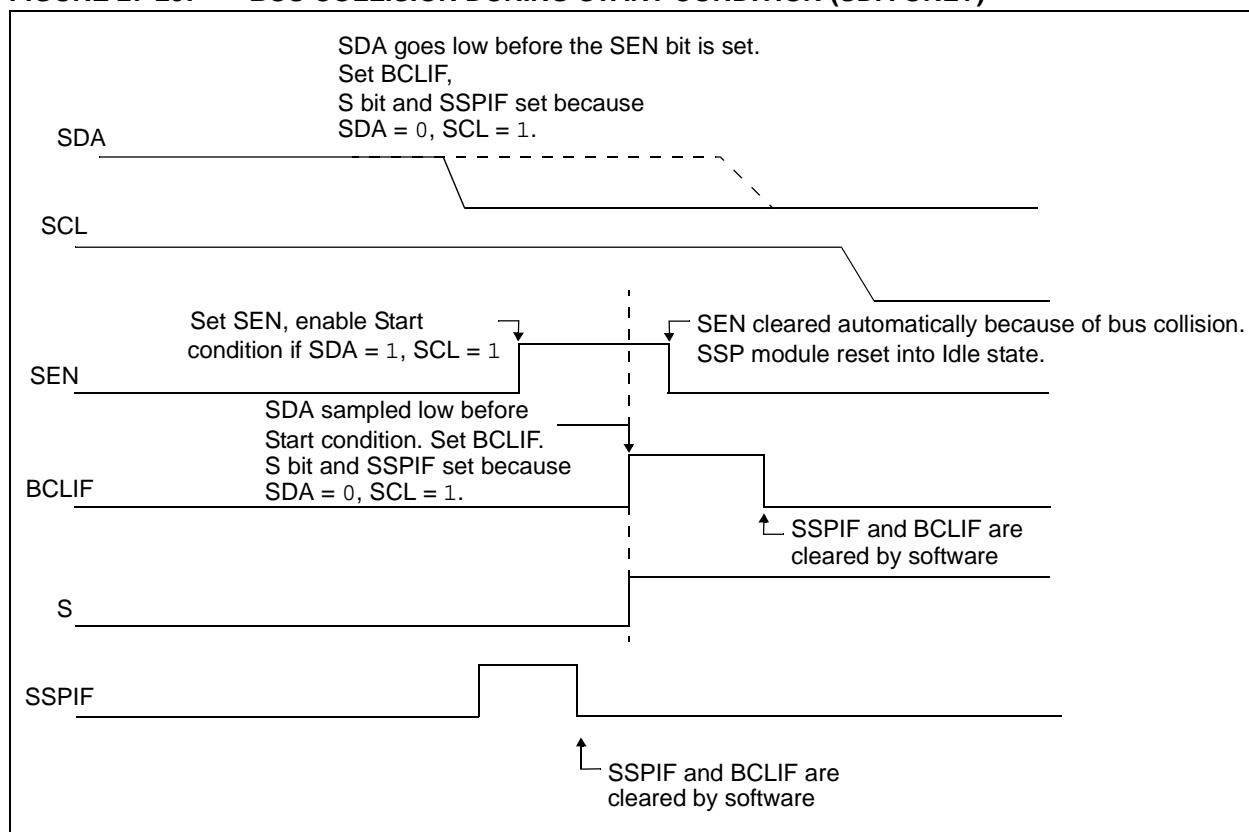 SDA goes low before the SEN bit is set.
Set BCLIF,
S bit and SSPIF set because
SDA = 0, SCL = 1.
SDA
SCL
Set SEN, enable Start
condition if SDA = 1, SCL = 1
SEN cleared automatically because of bus collision.
SSP module reset into Idle state.
SEN
SDA sampled low before
Start condition. Set BCLIF.
S bit and SSPIF set because
SDA = 0, SCL = 1.
BCLIF
SSPIF and BCLIF are
cleared by software
S
SSPIF
SSPIF and BCLIF are
cleared by software